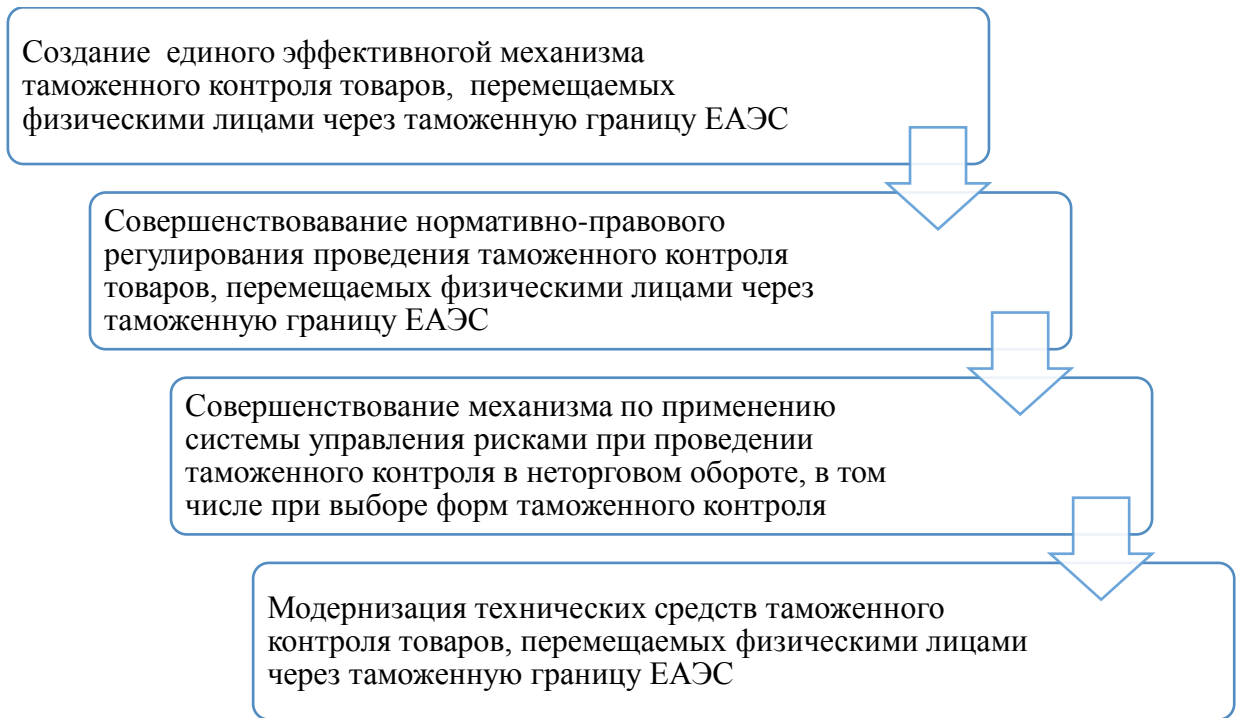 Создание единого эффективногой механизма
таможенного контроля товаров, перемещаемых
физическими лицами через таможенную границу ЕАЭС
Совершенствовавание нормативно-правового
регулирования проведения таможенного контроля
товаров, перемещаемых физическими лицами через
таможенную границу ЕАЭС
Совершенствование механизма по применению
системы управления рисками при проведении
таможенного контроля в неторговом обороте, в том
числе при выборе форм таможенного контроля
Модернизация технических средств таможенного
контроля товаров, перемещаемых физическими лицами
через таможенную границу ЕАЭС